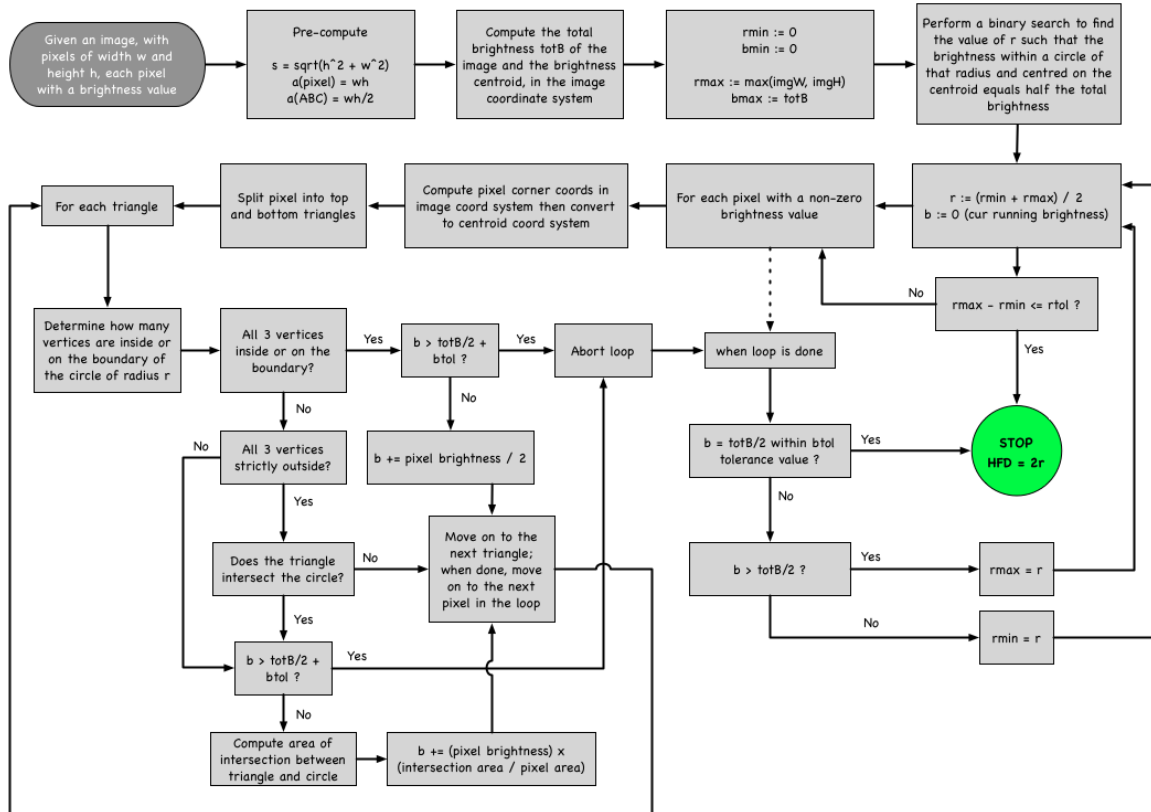 Given an image, with
pixels of width w and
height h, each pixel
with a brightness value
Pre-compute
s = sqrt(h^2 + w^2)
a(pixel) = wh
a(ABC) = wh/2
Compute the total
brightness totB of the
image and the brightness
centroid, in the image
coordinate system
rmin := 0
bmin := 0
rmax := max(imgW, imgH)
bmax := totB
Perform a binary search to find
the value of r such that the
brightness within a circle of
that radius and centred on the
centroid equals half the total
brightness
r := (rmin + rmax) / 2
b := 0 (cur running brightness)
For each pixel with a non-zero
brightness value
Compute pixel corner coords in
image coord system then convert
to centroid coord system
Split pixel into top
and bottom triangles
For each triangle
No
rmax - rmin <= rtol ?
Yes
Determine how many
vertices are inside or
on the boundary of
the circle of radius r
All 3 vertices
inside or on the
boundary?
Yes
b > totB/2 +
btol ?
Yes
Abort loop
when loop is done
No
No
No
All 3 vertices
strictly outside?
b += pixel brightness / 2
b = totB/2 within btol
tolerance value ?
Yes
STOP
HFD = 2r
Yes
No
Does the triangle
intersect the circle?
No
Move on to the
next triangle;
when done, move
on to the next
pixel in the loop
b > totB/2 ?
Yes
rmax = r
Yes
No
rmin = r
b > totB/2 +
btol ?
Yes
No
Compute area of
intersection between
triangle and circle
b += (pixel brightness) x
(intersection area / pixel area)